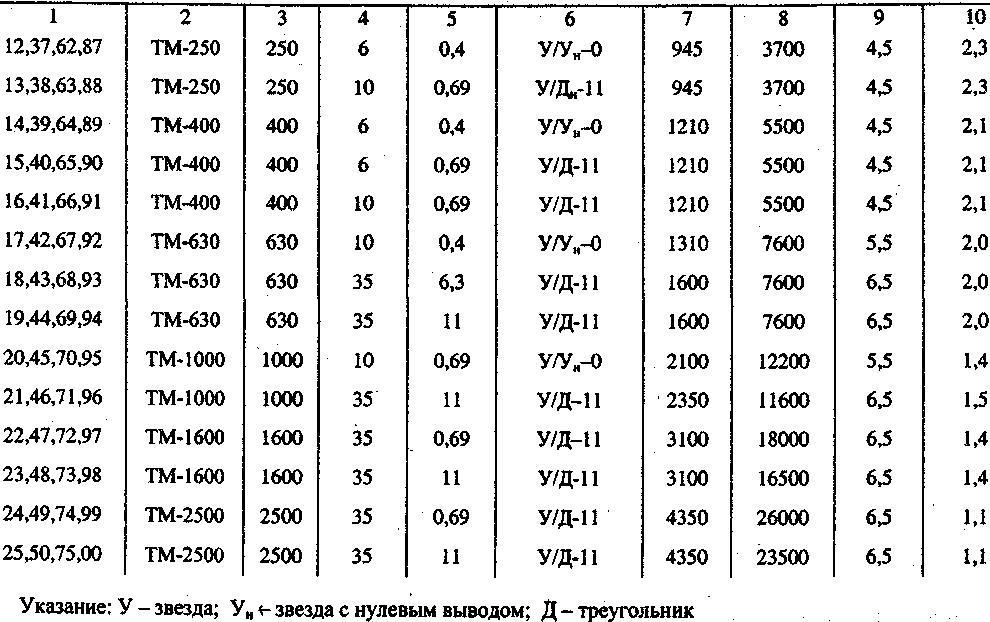 1 2 3 4 5 6 7 8 9 10
12,37,62,87 ТМ-250 250 6 0,4 У/Ун–0 945 3700 4,5 2,3
13,38,63,88 ТМ-250 250 10 0,69 У/Дн-11 945 3700 4,5 2,3
14,39,64,89 ТМ-400 400 6 0,4 У/Ун–0 1210 5500 4,5 2,1
15,40,65,90 ТМ-400 400 6 0,69 У/Д-11 1210 5500 4,5 2,1
16,41,66,91 ТМ-400 400 10 0,69 У/Д-11 1210 5500 4,5 2,1
17,42,67,92 ТМ-630 630 10 0,4 У/Ун–0 1310 7600 5,5 2,0
18,43,68,93 ТМ-630 630 35 6,3 У/Д-11 1600 7600 6,5 2,0
19,44,69,94 ТМ-630 630 35 11 У/Д-11 1600 7600 6,5 2,0
20,45,70,95 ТМ-1000 1000 10 0,69 У/Ун–0 2100 12200 5,5 1,4
21,46,71,96 ТМ-1000 1000 35 11 У/Д–11 2350 11600 6,5 1,5
22,47,72,97 ТМ-1600 1600 35 0,69 У/Д–11 3100 18000 6,5 1,4
23,48,73,98 ТМ-1600 1600 35 11 У/Д-11 3100 16500 6,5 1,4
24,49,74,99 ТМ-2500 2500 35 0,69 У/Д-11 4350 26000 6,5 1,1
25,50,75,00 ТМ-2500 2500 35 11 У/Д-11 4350 23500 6,5 1,1
Указание: У – звезда; Ун – звезда с нулевым выводом; Д – треугольник